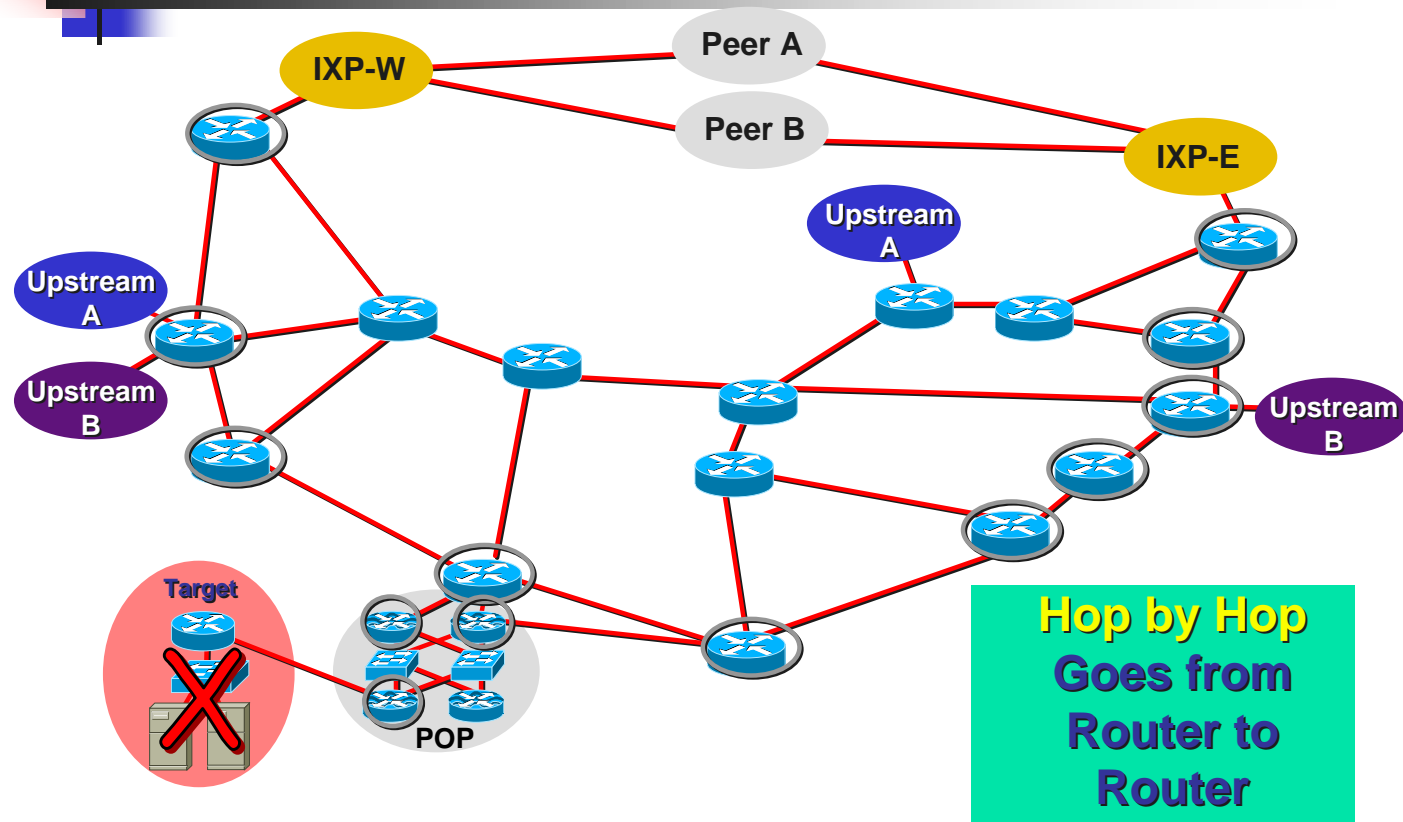 Peer A
IXP-W
Peer B
IXP-E
Upstream
A
Upstream
A
Upstream
B
Upstream
B
Target
POP
Hop by Hop
Goes from
Router to
Router